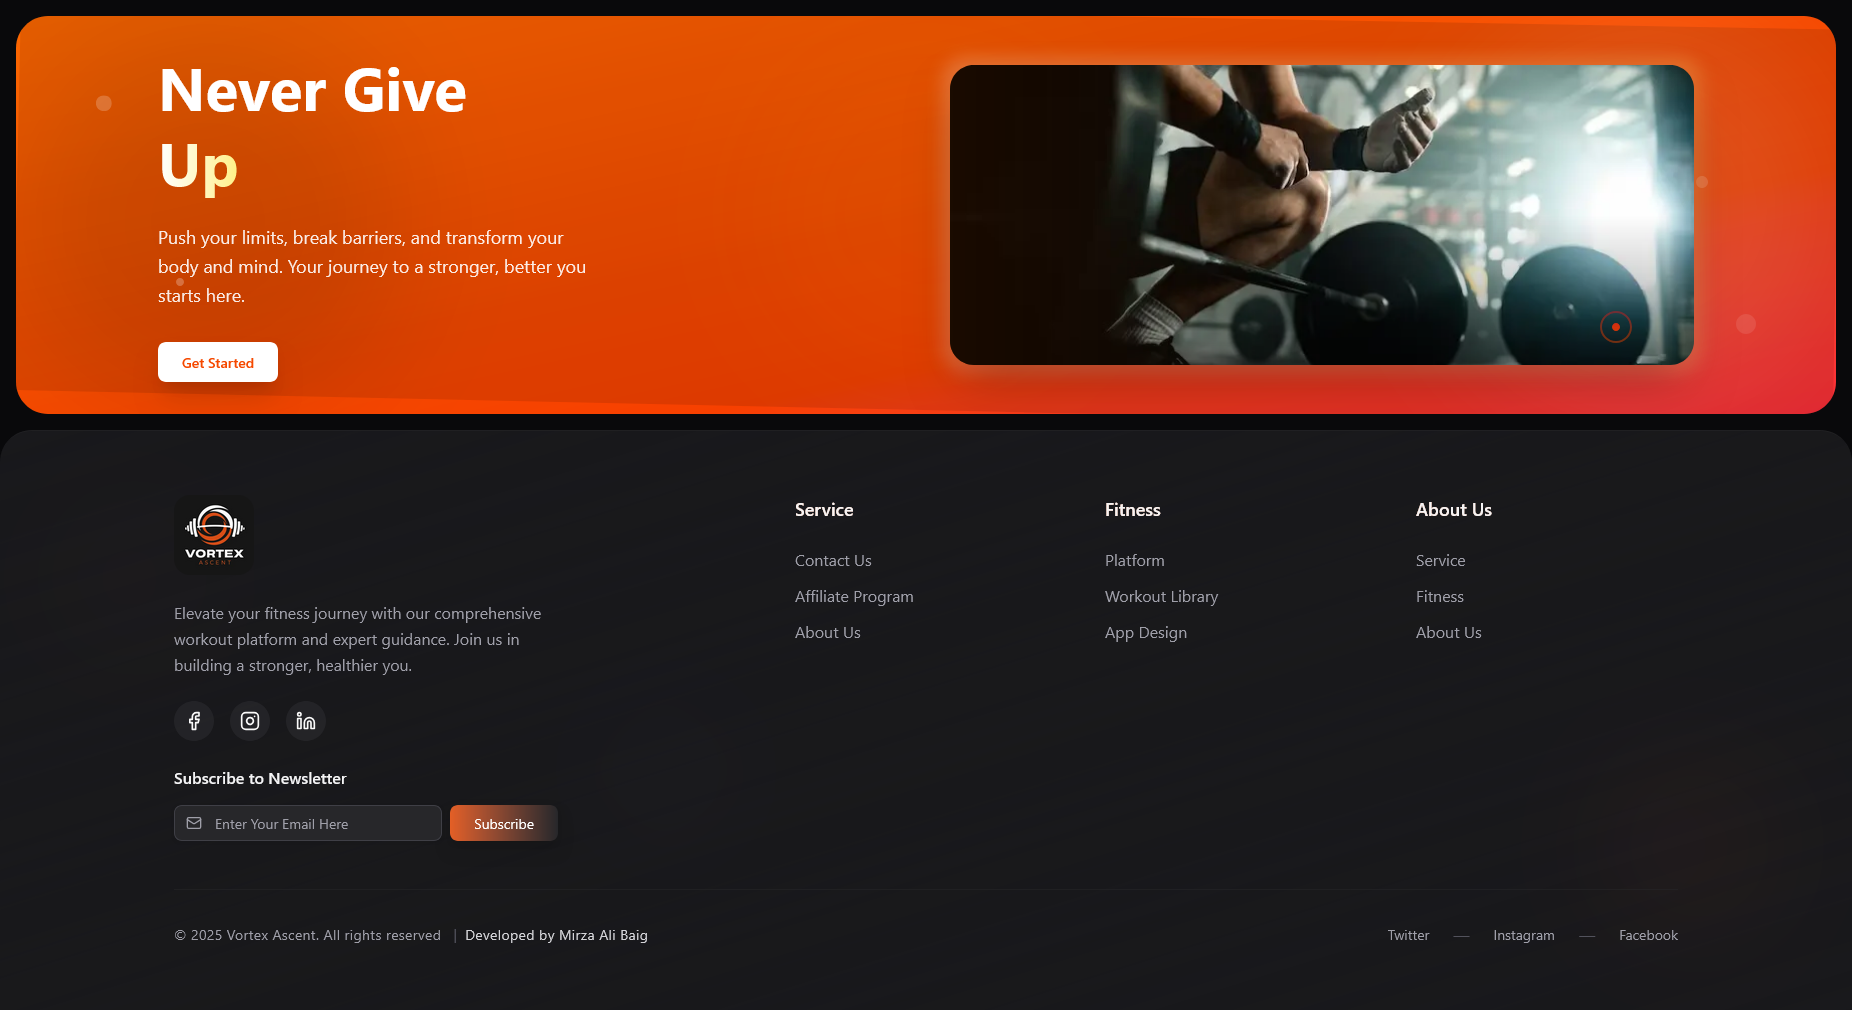 Never Give
Up
Push your limits, break barriers, and transform your
body and mind. Your journey to a stronger, better you
starts here.
Get Started
VORTEX
ASCENT
Elevate your fitness journey with our comprehensive
workout platform and expert guidance. Join us in
building a stronger, healthier you.
Subscribe to Newsletter
Enter Your Email Here
Subscribe
Service
Contact Us
Affiliate Program
About Us
Fitness
Platform
Workout Library
App Design
About Us
Service
Fitness
About Us
© 2025 Vortex Ascent. All rights reserved | Developed by Mirza Ali Baig
Twitter — Instagram — Facebook